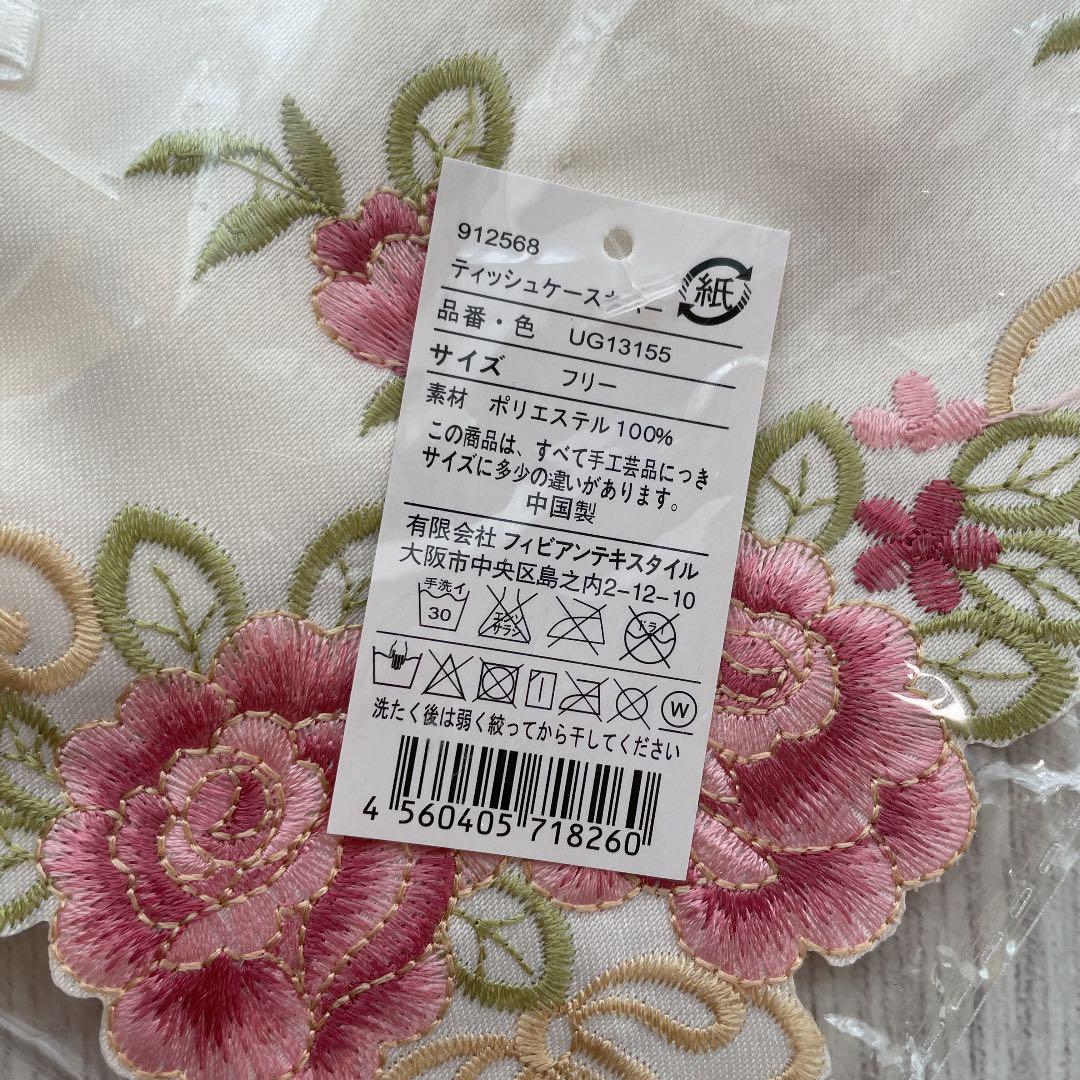 912568
紙
ティッシュケース
品番・色 UG13155
サイズ フリー
素材 ポリエステル100%
この商品は、すべて手工芸品につき
サイズに多少の違いがあります。
中国製
有限会社 フィビアンテキスタイル
大阪市中央区島之内2-12-10
手洗イ 30 エンソ サラシ ドライ
W
洗たく後は弱く絞ってから干してください
4 560405 718260